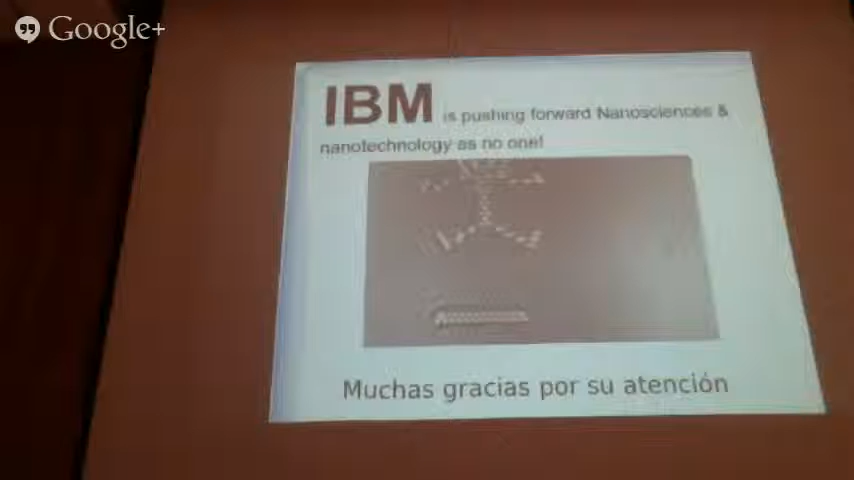 Google+
IBM is pushing forward Nanosciences &
nanotechnology as no one!
Muchas gracias por su atención